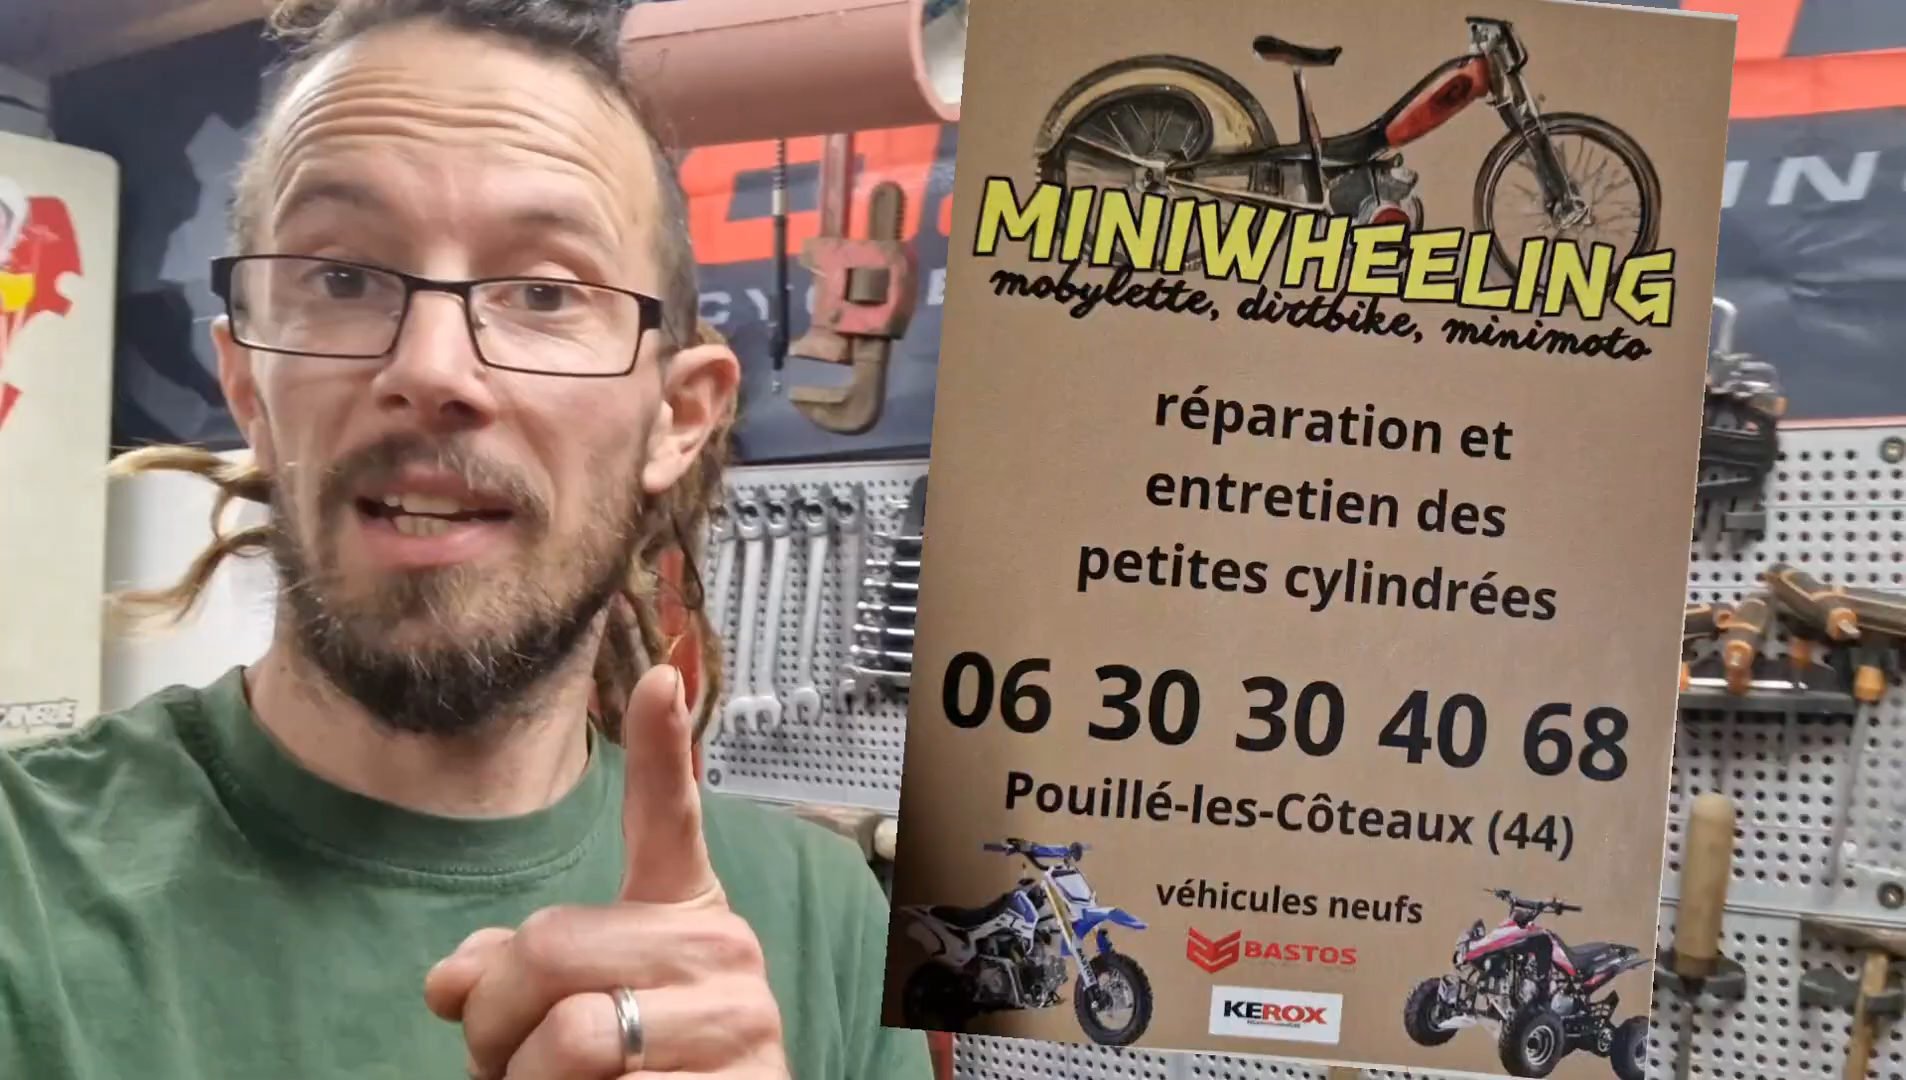 MINIWHEELING
mobylette, dirtbike, minimoto
réparation et
entretien des
petites cylindrées
06 30 30 40 68
Pouillé-les-Côteaux (44)
véhicules neufs
BASTOS
KEROX